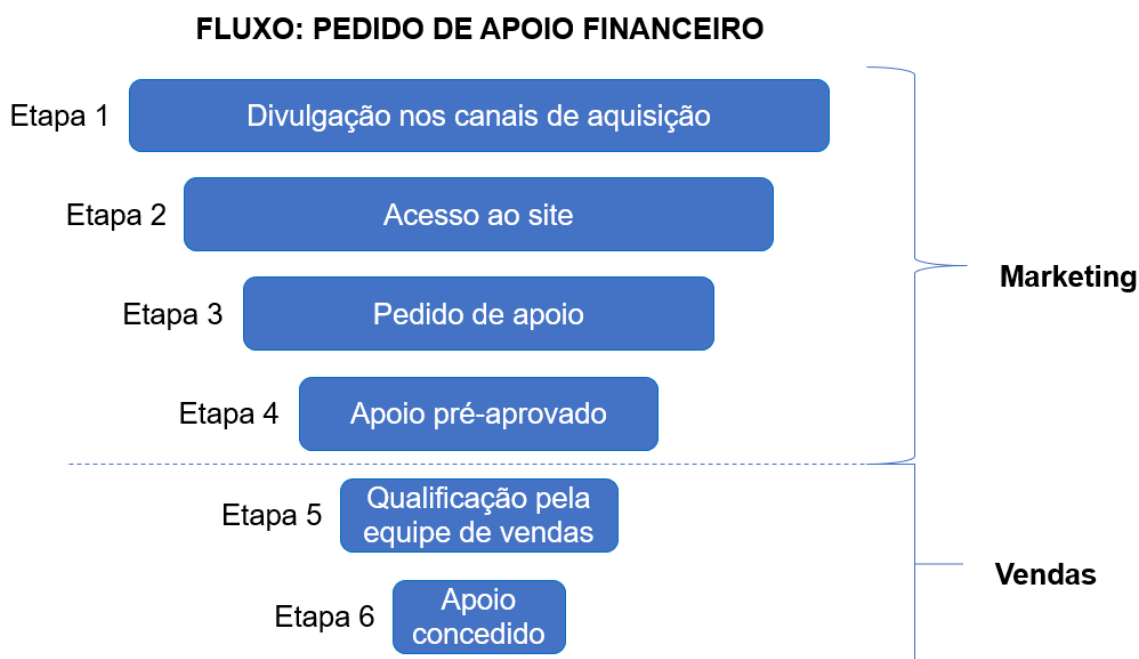 FLUXO: PEDIDO DE APOIO FINANCEIRO
Etapa 1
Divulgação nos canais de aquisição
Etapa 2
Acesso ao site
Marketing
Etapa 3
Pedido de apoio
Etapa 4
Apoio pré-aprovado
Etapa 5
Qualificação pela
equipe de vendas
Vendas
Etapa 6
Apoio
concedido